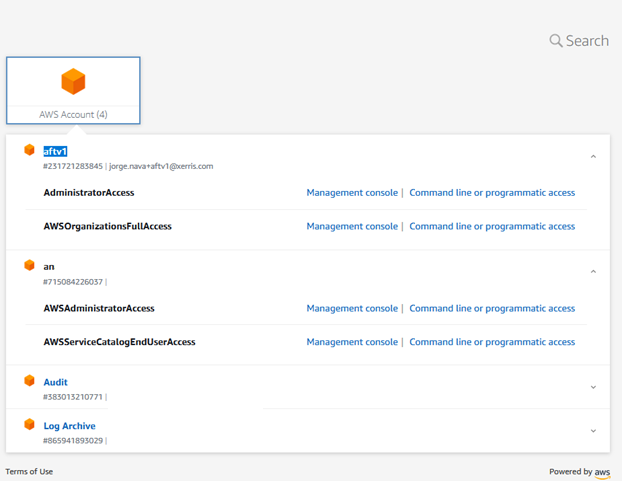 Search
AWS Account (4)
aftv1
#231721283845 | jorge.nava+aftv1@xerris.com
AdministratorAccess Management console | Command line or programmatic access
AWSOrganizationsFullAccess Management console | Command line or programmatic access
an
#715084226037 |
AWSAdministratorAccess Management console | Command line or programmatic access
AWSServiceCatalogEndUserAccess Management console | Command line or programmatic access
Audit
#383013210771 |
Log Archive
#865941893029 |
Terms of Use Powered by aws